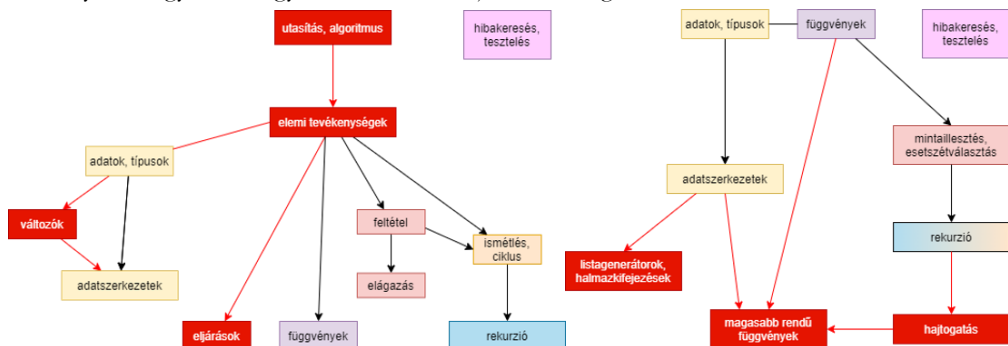 utasítás, algoritmus
hibakeresés,
tesztelés
elemi tevékenységek
adatok, típusok
változók
adatszerkezetek
feltétel
ismétlés,
ciklus
elágazás
eljárások
függvények
rekurzió
adatok, típusok
függvények
hibakeresés,
tesztelés
mintaillesztés,
esetszétválasztás
adatszerkezetek
rekurzió
listagenerátorok,
halmazkifejezések
magasabb rendű
függvények
hajtogatás